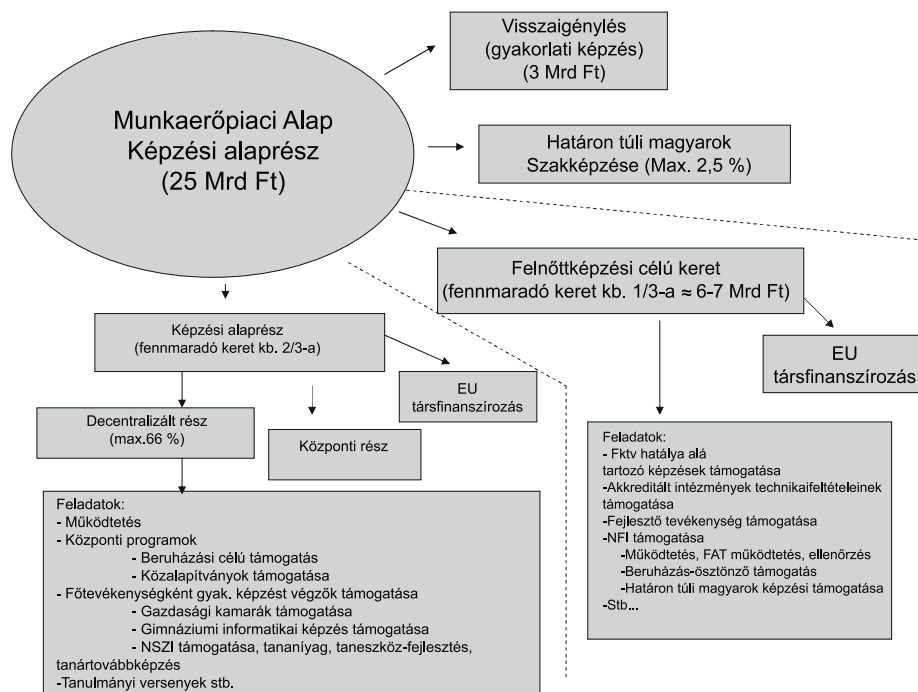 Visszaigénylés
(gyakorlati képzés)
(3 Mrd Ft)
Munkaerőpiaci Alap
Képzési alaprész
(25 Mrd Ft)
Határon túli magyarok
Szakképzése (Max. 2,5 %)
Felnőttképzési célú keret
(fennmaradó keret kb. 1/3-a ≈ 6-7 Mrd Ft)
Képzési alaprész
(fennmaradó keret kb. 2/3-a)
EU
társfinanszírozás
EU
társfinanszírozás
Decentralizált rész
(max.66 %)
Központi rész
Feladatok:
- Fktv hatálya alá
tartozó képzések támogatása
-Akkreditált intézmények technikaifeltételeinek
támogatása
-Fejlesztő tevékenység támogatása
-NFI támogatása
-Működtetés, FAT működtetés, ellenőrzés
-Beruházás-ösztönző támogatás
-Határon túli magyarok képzési támogatása
-Stb...
Feladatok:
- Működtetés
- Központi programok
- Beruházási célú támogatás
- Közalapítványok támogatása
- Főtevékenységként gyak. képzést végzők támogatása
- Gazdasági kamarák támogatása
- Gimnáziumi informatikai képzés támogatása
- NSZI támogatása, tananíyag, taneszköz-fejlesztés,
tanártovábbképzés
-Tanulmányi versenyek stb.